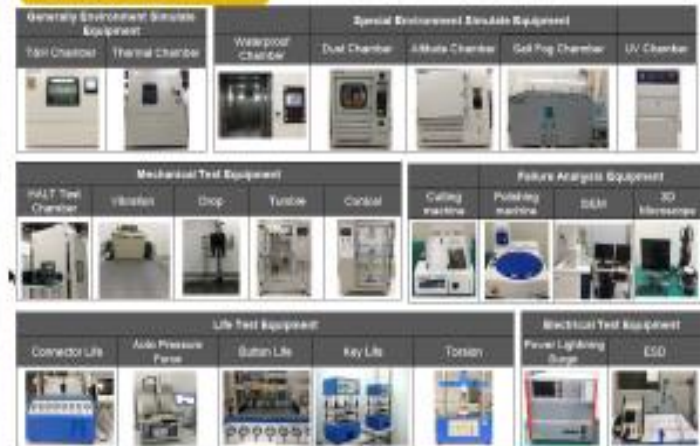 Generally Environment Simulate
Equipment
Special Environment Simulate Equipment
T&H Chamber
Thermal Chamber
Waterproof
Chamber
Dust Chamber
Altitude Chamber
Salt Fog Chamber
UV Chamber
Mechanical Test Equipment
Failure Analysis Equipment
HALT Test
Chamber
Vibration
Drop
Tumble
Contact
Cutting
machine
Polishing
machine
SEM
3D
Microscope
Life Test Equipment
Electrical Test Equipment
Connector Life
Auto Pressure
Force
Button Life
Key Life
Torsion
Power Lightning
Surge
ESD